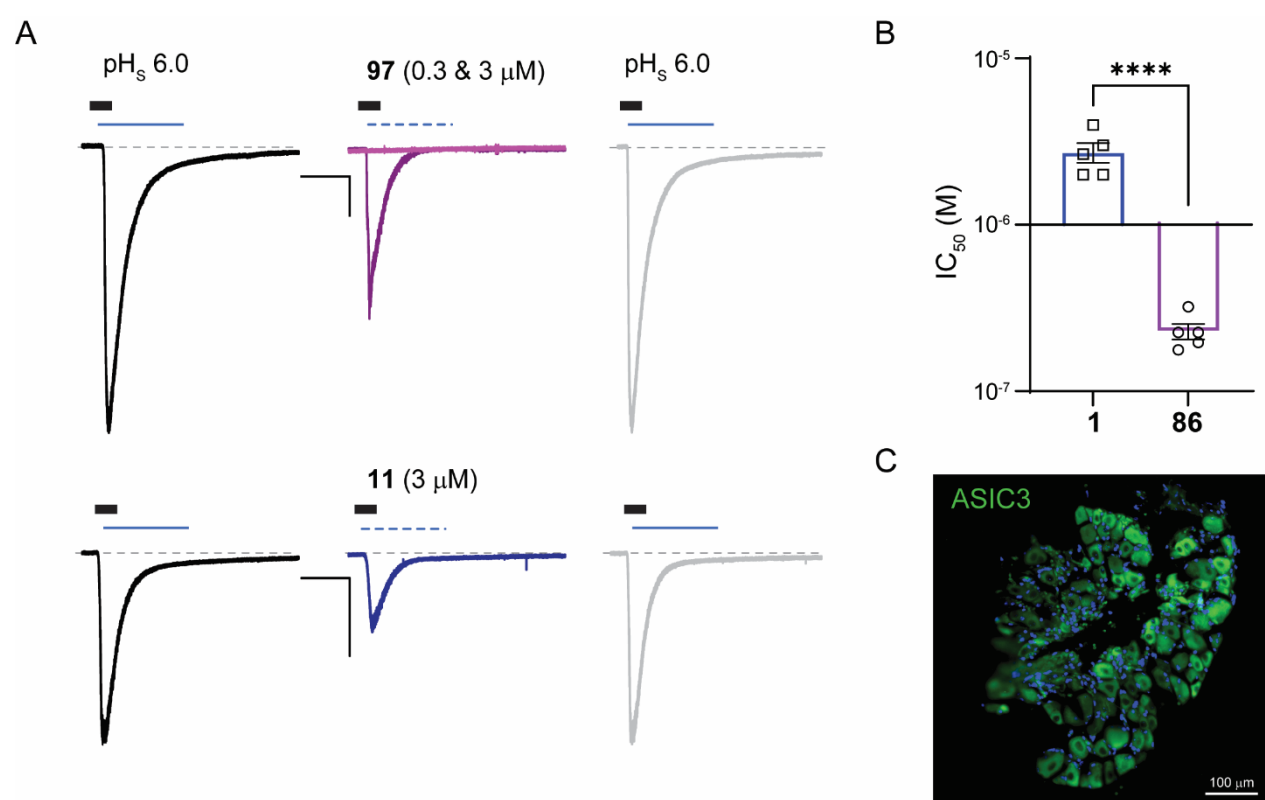 A
pHₛ 6.0
97 (0.3 & 3 μM)
pHₛ 6.0
11 (3 μM)
B
10⁻⁵
****
10⁻⁶
IC₅₀ (M)
10⁻⁷
1
86
C
ASIC3
100 μm